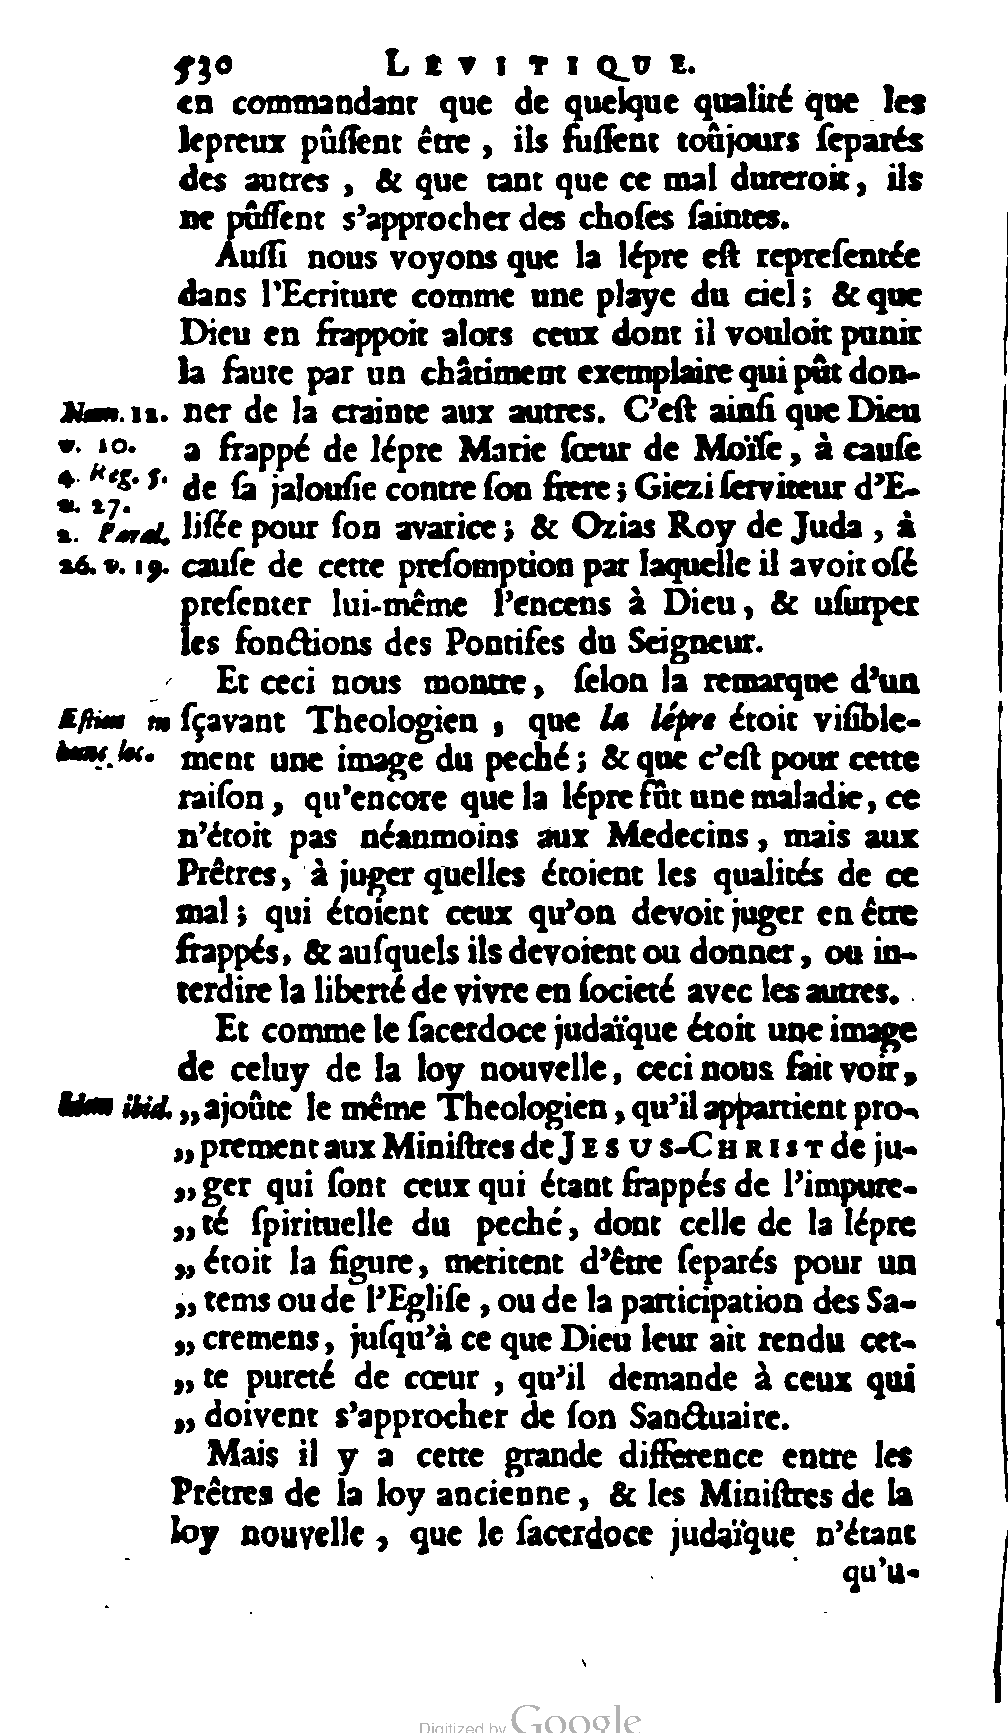 530 LEVITIQUE.
en commandant que de quelque qualité que les
lepreux pûſſent être, ils fuſſent toûjours ſeparés
des autres, & que tant que ce mal dureroit, ils
ne pûſſent s'approcher des choſes ſaintes.
Auſſi nous voyons que la lépre eſt repreſentée
dans l'Ecriture comme une playe du ciel; & que
Dieu en frappoit alors ceux dont il vouloit punir
la faute par un châtiment exemplaire qui pût don-
Num. 12. ner de la crainte aux autres. C'eſt ainſi que Dieu
v. 10. a frappé de lépre Marie ſœur de Moïſe, à cauſe
4. Reg. 5. de ſa jalouſie contre ſon frere; Giezi ſerviteur d'E-
v. 27.
2. Paral. liſée pour ſon avarice; & Ozias Roy de Juda, à
26. v. 19. cauſe de cette preſomption par laquelle il avoit oſé
preſenter lui-même l'encens à Dieu, & uſurper
les fonctions des Pontifes du Seigneur.
Et ceci nous montre, ſelon la remarque d'un
Eſtius in ſçavant Theologien, que la lépre étoit viſible-
hunc loc. ment une image du peché; & que c'eſt pour cette
raiſon, qu'encore que la lépre fût une maladie, ce
n'étoit pas néanmoins aux Medecins, mais aux
Prêtres, à juger quelles étoient les qualités de ce
mal; qui étoient ceux qu'on devoit juger en être
frappés, & auſquels ils devoient ou donner, ou in-
terdire la liberté de vivre en ſocieté avec les autres.
Et comme le ſacerdoce judaïque étoit une image
de celuy de la loy nouvelle, ceci nous fait voir,
Idem ibid. „ajoûte le même Theologien, qu'il appartient pro-
„prement aux Miniſtres de JESUS-CHRIST de ju-
„ger qui ſont ceux qui étant frappés de l'impure-
„té ſpirituelle du peché, dont celle de la lépre
„étoit la figure, meritent d'être ſeparés pour un
„tems ou de l'Egliſe, ou de la participation des Sa-
„cremens, juſqu'à ce que Dieu leur ait rendu cet-
„te pureté de cœur, qu'il demande à ceux qui
„doivent s'approcher de ſon Sanctuaire.
Mais il y a cette grande difference entre les
Prêtres de la loy ancienne, & les Miniſtres de la
loy nouvelle, que le ſacerdoce judaïque n'étant
qu'u-
Digitized by Google